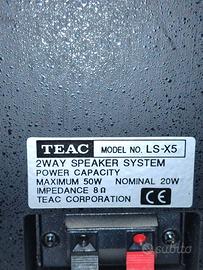 TEAC MODEL NO. LS-X5
2WAY SPEAKER SYSTEM
POWER CAPACITY
MAXIMUM 50W NOMINAL 20W
IMPEDANCE 8Ω
TEAC CORPORATION CE
subito